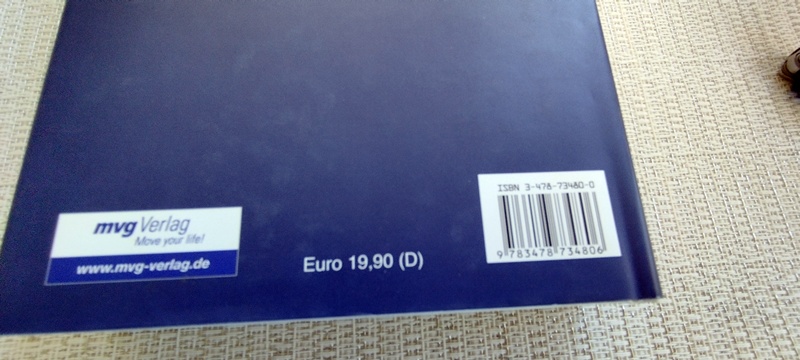 mvg Verlag
Move your life!
www.mvg-verlag.de
Euro 19,90 (D)
ISBN 3-478-73480-0
9 783478 734806